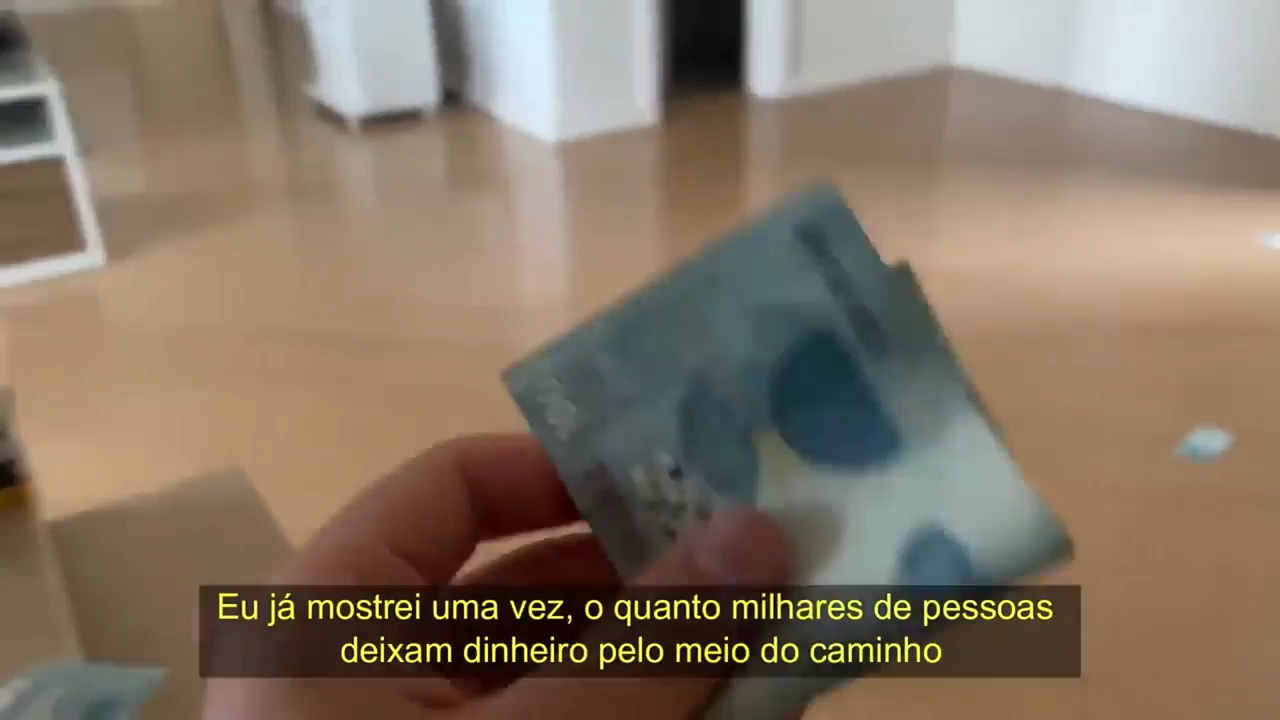 Eu já mostrei uma vez, o quanto milhares de pessoas
deixam dinheiro pelo meio do caminho